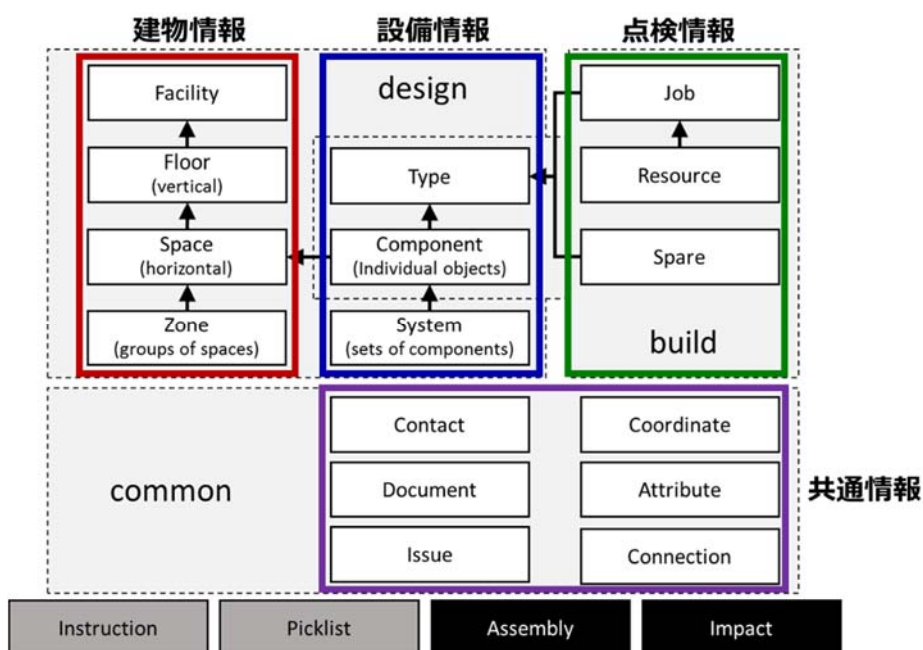 建物情報
設備情報
点検情報
design
Facility
Floor
(vertical)
Space
(horizontal)
Zone
(groups of spaces)
Type
Component
(Individual objects)
System
(sets of components)
Job
Resource
Spare
build
common
Contact
Document
Issue
Coordinate
Attribute
Connection
共通情報
Instruction
Picklist
Assembly
Impact